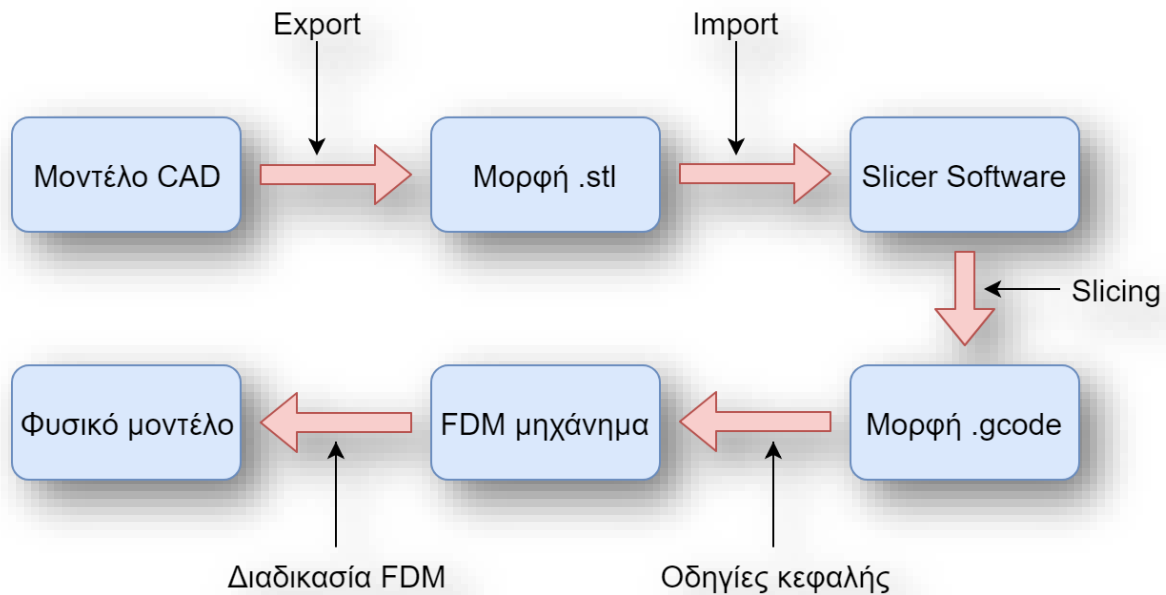 Export
Import
Μοντέλο CAD
Μορφή .stl
Slicer Software
Slicing
Φυσικό μοντέλο
FDM μηχάνημα
Μορφή .gcode
Διαδικασία FDM
Οδηγίες κεφαλής